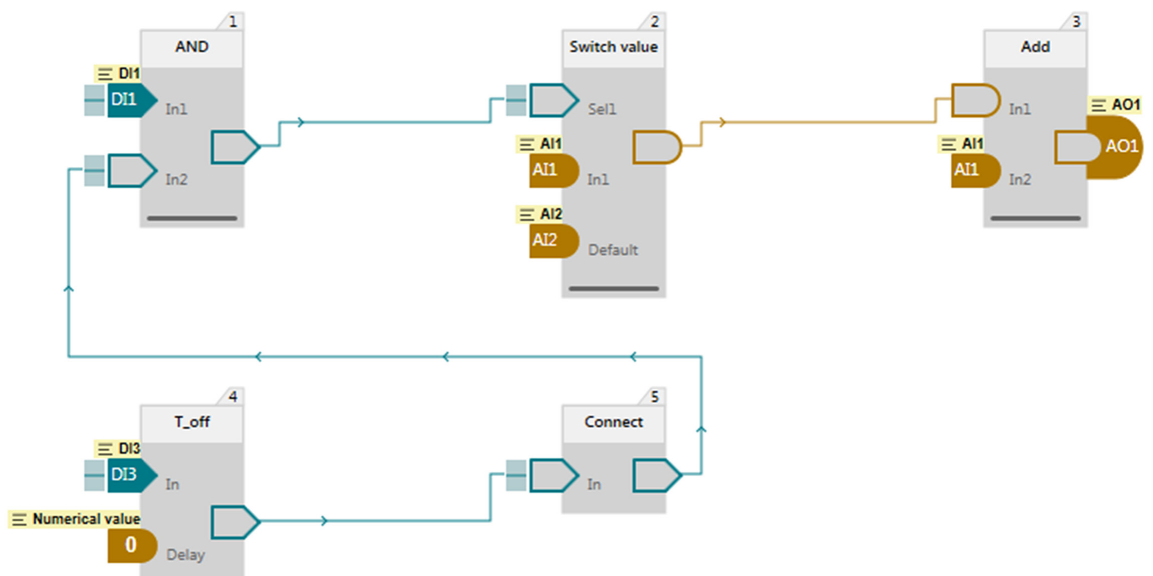 1
AND
DI1
DI1
In1
In2
2
Switch value
Sel1
AI1
AI1
In1
AI2
AI2
Default
3
Add
In1
AI1
AI1
In2
AO1
AO1
4
T_off
DI3
DI3
In
Numerical value
0
Delay
5
Connect
In